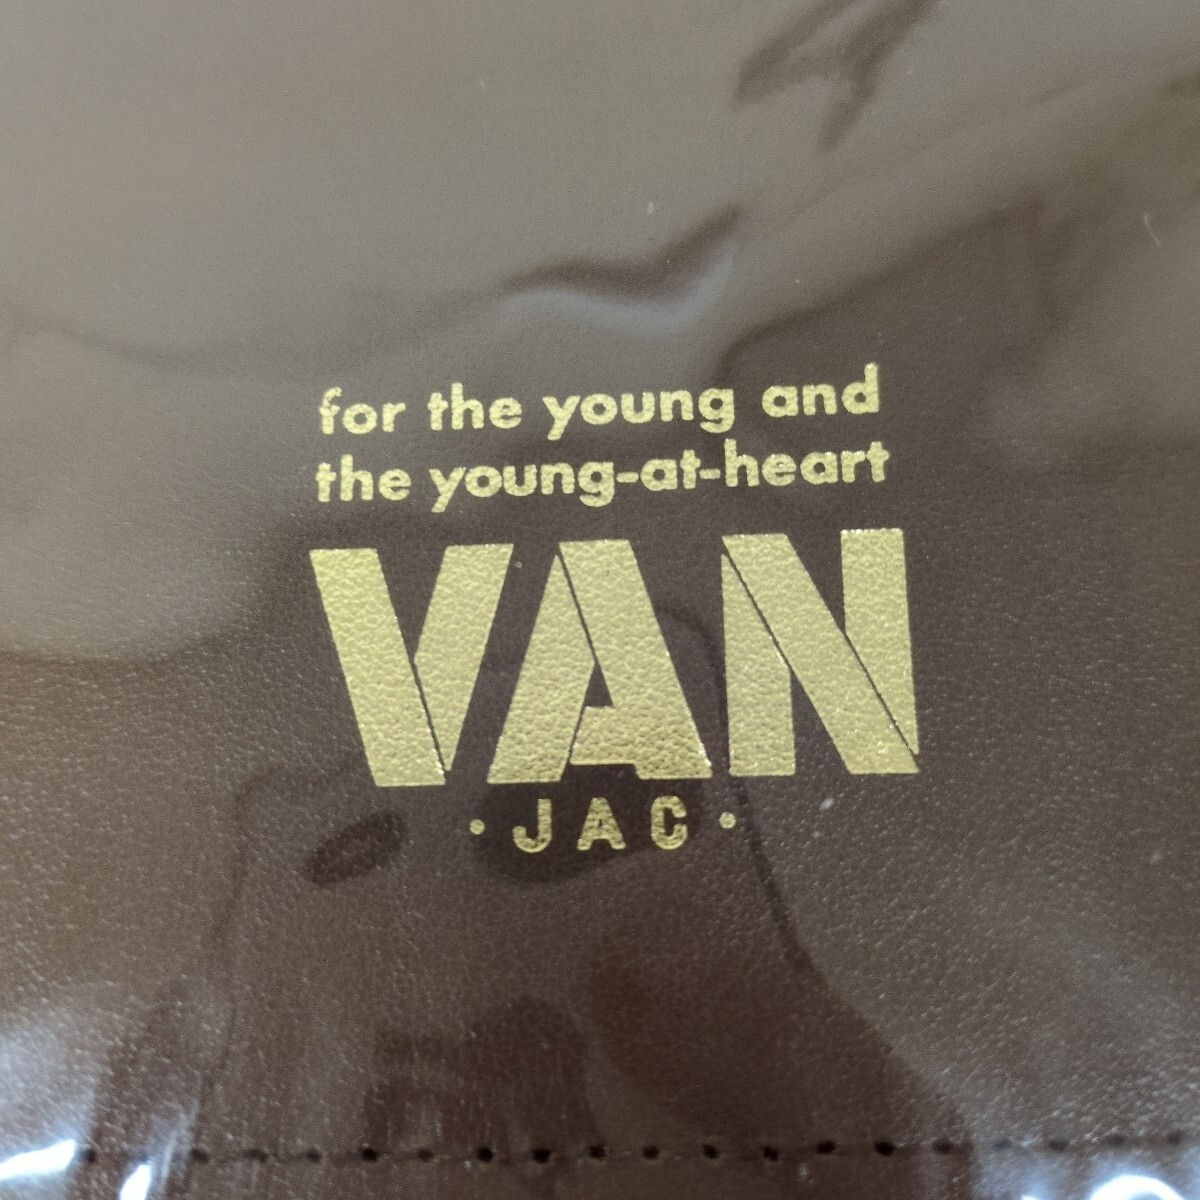 for the young and
the young-at-heart
VAN
·JAC·